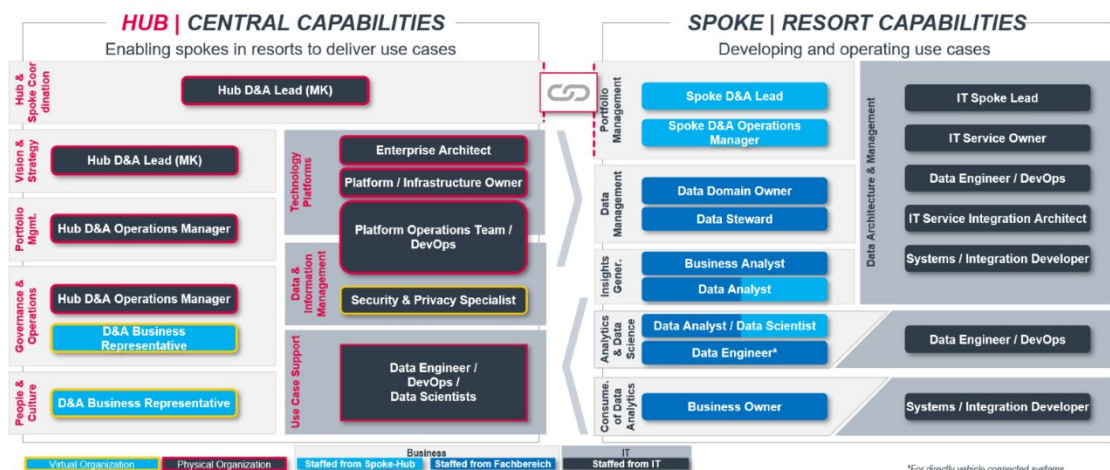 HUB | CENTRAL CAPABILITIES
Enabling spokes in resorts to deliver use cases
Hub &
Spoke Coor
dination
Hub D&A Lead (MK)
Vision &
Strategy
Hub D&A Lead (MK)
Portfolio
Mgmt.
Hub D&A Operations Manager
Governance &
Operations
Hub D&A Operations Manager
D&A Business
Representative
People &
Culture
D&A Business Representative
Technology
Platforms
Enterprise Architect
Platform / Infrastructure Owner
Platform Operations Team /
DevOps
Data &
Information
Management
Security & Privacy Specialist
Use Case Support
Data Engineer /
DevOps /
Data Scientists
SPOKE | RESORT CAPABILITIES
Developing and operating use cases
Portfolio
Management
Spoke D&A Lead
Spoke D&A Operations
Manager
Data
Management
Data Domain Owner
Data Steward
Insights
Gener.
Business Analyst
Data Analyst
Analytics
& Data
Science
Data Analyst / Data Scientist
Data Engineer*
Consume.
of Data
Analytics
Business Owner
Data Architecture & Management
IT Spoke Lead
IT Service Owner
Data Engineer / DevOps
IT Service Integration Architect
Systems / Integration Developer
Data Engineer / DevOps
Systems / Integration Developer
Business
IT
Virtual Organization
Physical Organization
Staffed from Spoke-Hub
Staffed from Fachbereich
Staffed from IT
*For directly vehicle connected systems